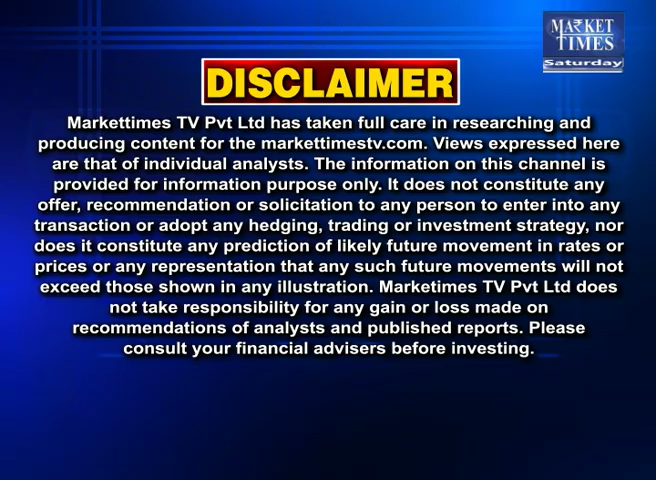 MARKET
TIMES
Saturday
DISCLAIMER
Markettimes TV Pvt Ltd has taken full care in researching and
producing content for the markettimestv.com. Views expressed here
are that of individual analysts. The information on this channel is
provided for information purpose only. It does not constitute any
offer, recommendation or solicitation to any person to enter into any
transaction or adopt any hedging, trading or investment strategy, nor
does it constitute any prediction of likely future movement in rates or
prices or any representation that any such future movements will not
exceed those shown in any illustration. Marketimes TV Pvt Ltd does
not take responsibility for any gain or loss made on
recommendations of analysts and published reports. Please
consult your financial advisers before investing.